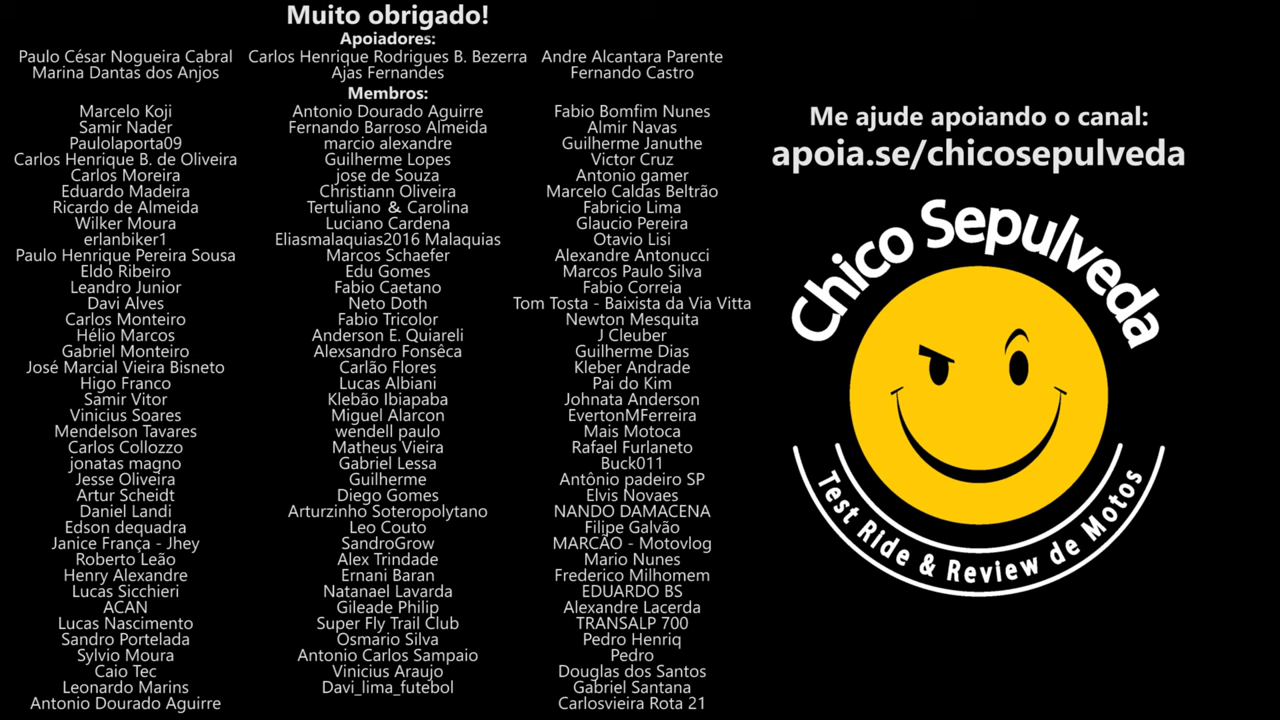 Muito obrigado!
Apoiadores:
Paulo César Nogueira Cabral
Marina Dantas dos Anjos
Carlos Henrique Rodrigues B. Bezerra
Ajas Fernandes
Andre Alcantara Parente
Fernando Castro
Membros:
Marcelo Koji
Samir Nader
Paulolaporta09
Carlos Henrique B. de Oliveira
Carlos Moreira
Eduardo Madeira
Ricardo de Almeida
Wilker Moura
erlanbiker1
Paulo Henrique Pereira Sousa
Eldo Ribeiro
Leandro Junior
Davi Alves
Carlos Monteiro
Hélio Marcos
Gabriel Monteiro
José Marcial Vieira Bisneto
Higo Franco
Samir Vitor
Vinicius Soares
Mendelson Tavares
Carlos Collozzo
jonatas magno
Jesse Oliveira
Artur Scheidt
Daniel Landi
Edson dequadra
Janice França - Jhey
Roberto Leão
Henry Alexandre
Lucas Sicchieri
ACAN
Lucas Nascimento
Sandro Portelada
Sylvio Moura
Caio Tec
Leonardo Marins
Antonio Dourado Aguirre
Antonio Dourado Aguirre
Fernando Barroso Almeida
marcio alexandre
Guilherme Lopes
jose de Souza
Christiann Oliveira
Tertuliano & Carolina
Luciano Cardena
Eliasmalaquias2016 Malaquias
Marcos Schaefer
Edu Gomes
Fabio Caetano
Neto Doth
Fabio Tricolor
Anderson E. Quiareli
Alexsandro Fonsêca
Carlão Flores
Lucas Albiani
Klebão Ibiapaba
Miguel Alarcon
wendell paulo
Matheus Vieira
Gabriel Lessa
Guilherme
Diego Gomes
Arturzinho Soteropolytano
Leo Couto
SandroGrow
Alex Trindade
Ernani Baran
Natanael Lavarda
Gileade Philip
Super Fly Trail Club
Osmario Silva
Antonio Carlos Sampaio
Vinicius Araujo
Davi_lima_futebol
Fabio Bomfim Nunes
Almir Navas
Guilherme Januthe
Victor Cruz
Antonio gamer
Marcelo Caldas Beltrão
Fabricio Lima
Glaucio Pereira
Otavio Lisi
Alexandre Antonucci
Marcos Paulo Silva
Fabio Correia
Tom Tosta - Baixista da Via Vitta
Newton Mesquita
J Cleuber
Guilherme Dias
Kleber Andrade
Pai do Kim
Johnata Anderson
EvertonMFerreira
Mais Motoca
Rafael Furlaneto
Buck011
Antônio padeiro SP
Elvis Novaes
NANDO DAMACENA
Filipe Galvão
MARCÃO - Motovlog
Mario Nunes
Frederico Milhomem
EDUARDO BS
Alexandre Lacerda
TRANSALP 700
Pedro Henriq
Pedro
Douglas dos Santos
Gabriel Santana
Carlosvieira Rota 21
Me ajude apoiando o canal:
apoia.se/chicosepulveda
Chico Sepulveda
Test Ride & Review de Motos